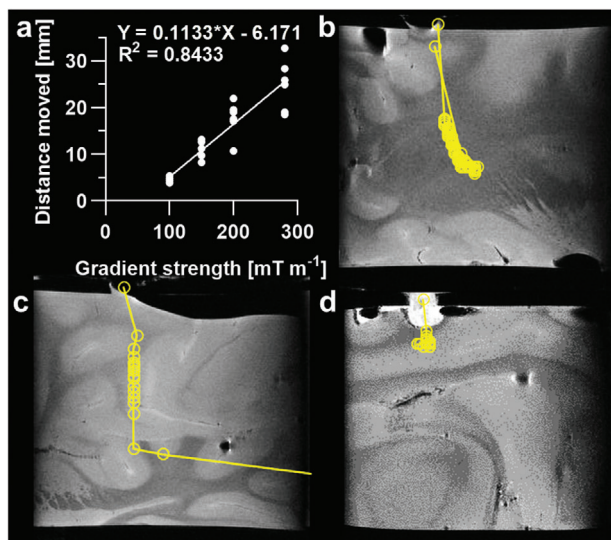 a
Y = 0.1133*X - 6.171
R² = 0.8433
Distance moved [mm]
30
20
10
0
0 100 200 300
Gradient strength [mT m⁻¹]
b
c
d